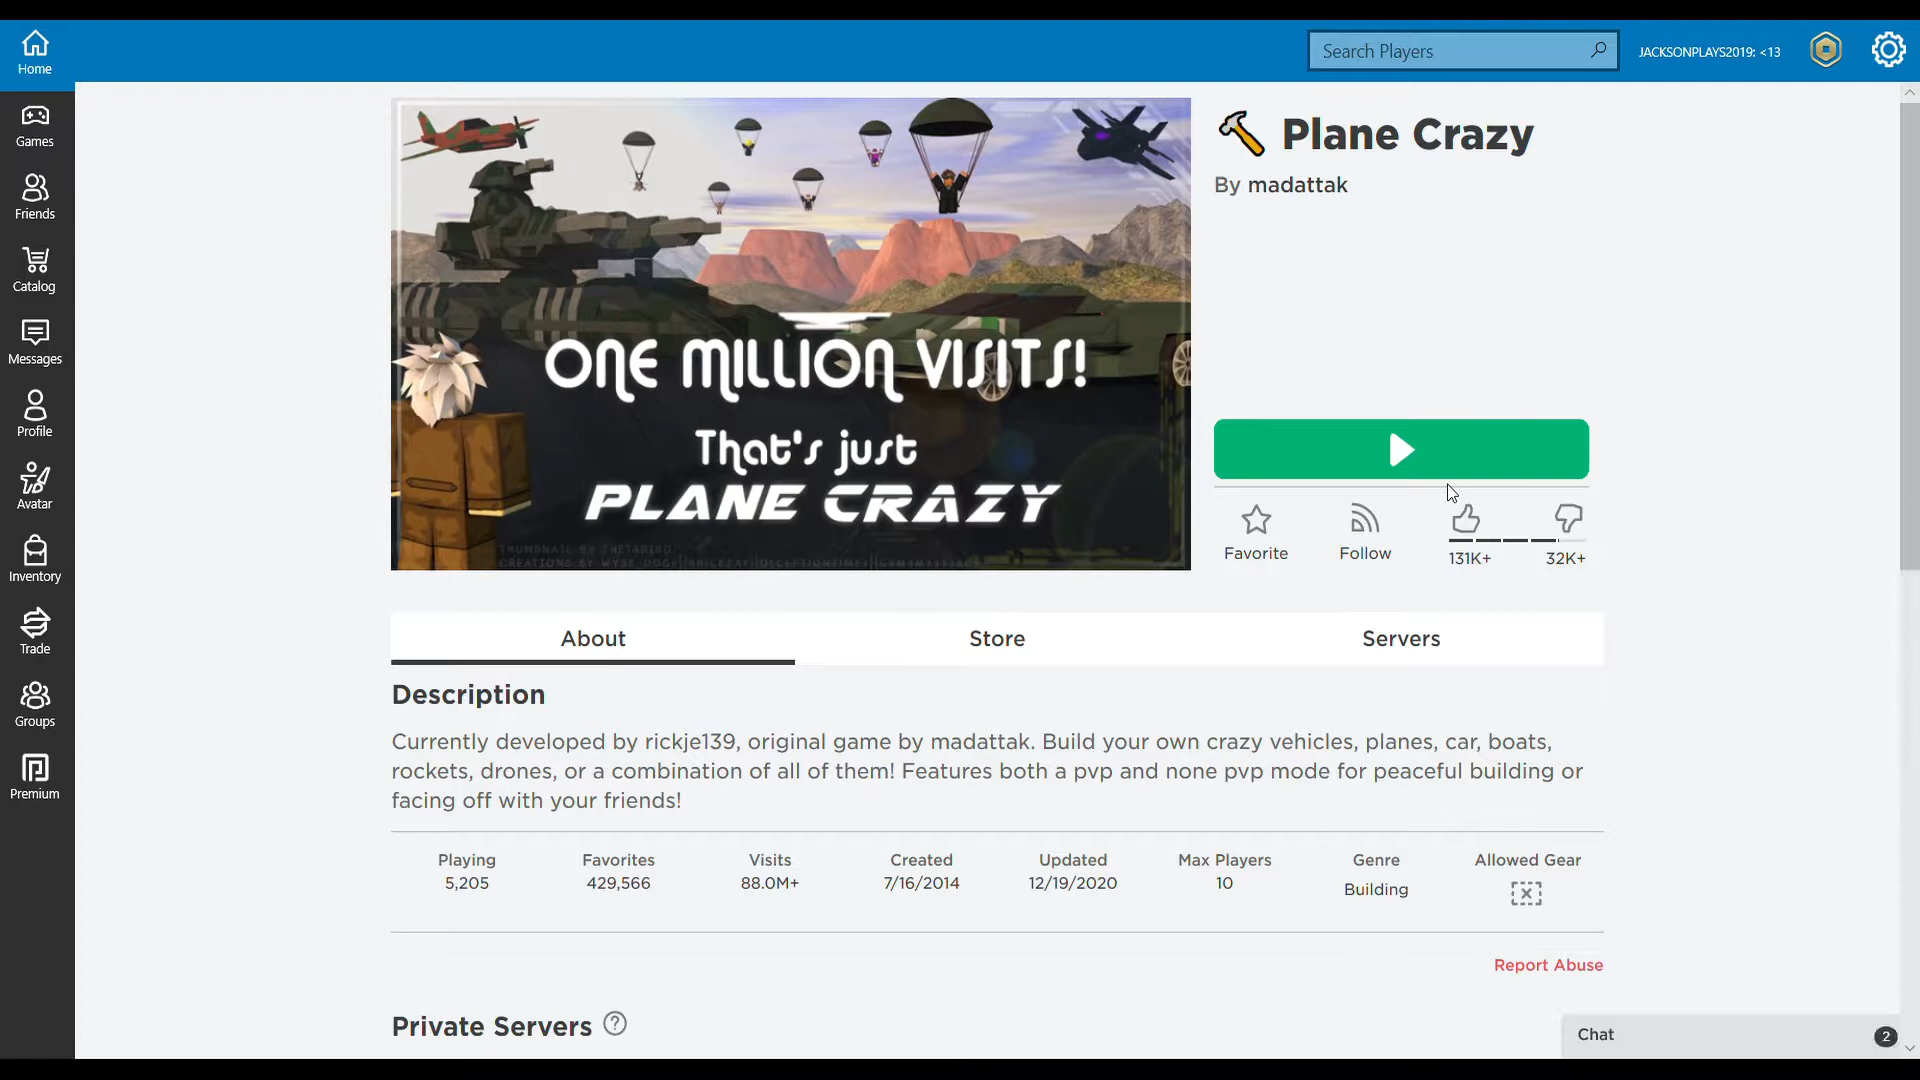 Home
Search Players
JACKSONPLAYS2019: <13
Games
Friends
Catalog
Messages
Profile
Avatar
Inventory
Trade
Groups
Premium
ONE MILLION VISITS!
That's just
PLANE CRAZY
Plane Crazy
By madattak
Favorite
Follow
131K+
32K+
About
Store
Servers
Description
Currently developed by rickje139, original game by madattak. Build your own crazy vehicles, planes, car, boats,
rockets, drones, or a combination of all of them! Features both a pvp and none pvp mode for peaceful building or
facing off with your friends!
Playing
5,205
Favorites
429,566
Visits
88.0M+
Created
7/16/2014
Updated
12/19/2020
Max Players
10
Genre
Building
Allowed Gear
Report Abuse
Private Servers
Chat
2